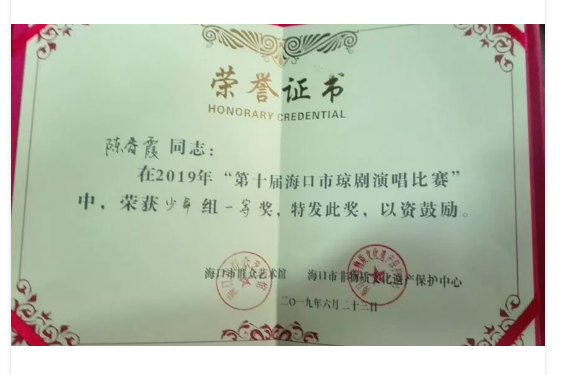 荣誉证书
HONORARY CREDENTIAL
陈香霞 同志：
在2019年“第十届海口市琼剧演唱比赛”
中，荣获少年组一等奖，特发此奖，以资鼓励。
海口市群众艺术馆 海口市非物质文化遗产保护中心
二〇一九年六月二十三日